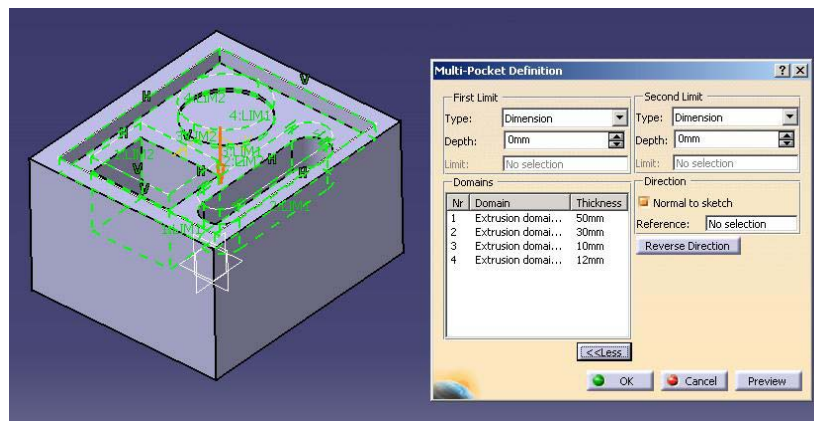 Multi-Pocket Definition
First Limit
Type: Dimension
Depth: 0mm
Limit: No selection
Second Limit
Type: Dimension
Depth: 0mm
Limit: No selection
Domains
Nr Domain Thickness
1 Extrusion domai... 50mm
2 Extrusion domai... 30mm
3 Extrusion domai... 10mm
4 Extrusion domai... 12mm
Direction
Normal to sketch
Reference: No selection
Reverse Direction
<<Less
OK Cancel Preview
V
H
4:LIM2
4:LIM1
H
V
H
H
H
V
V